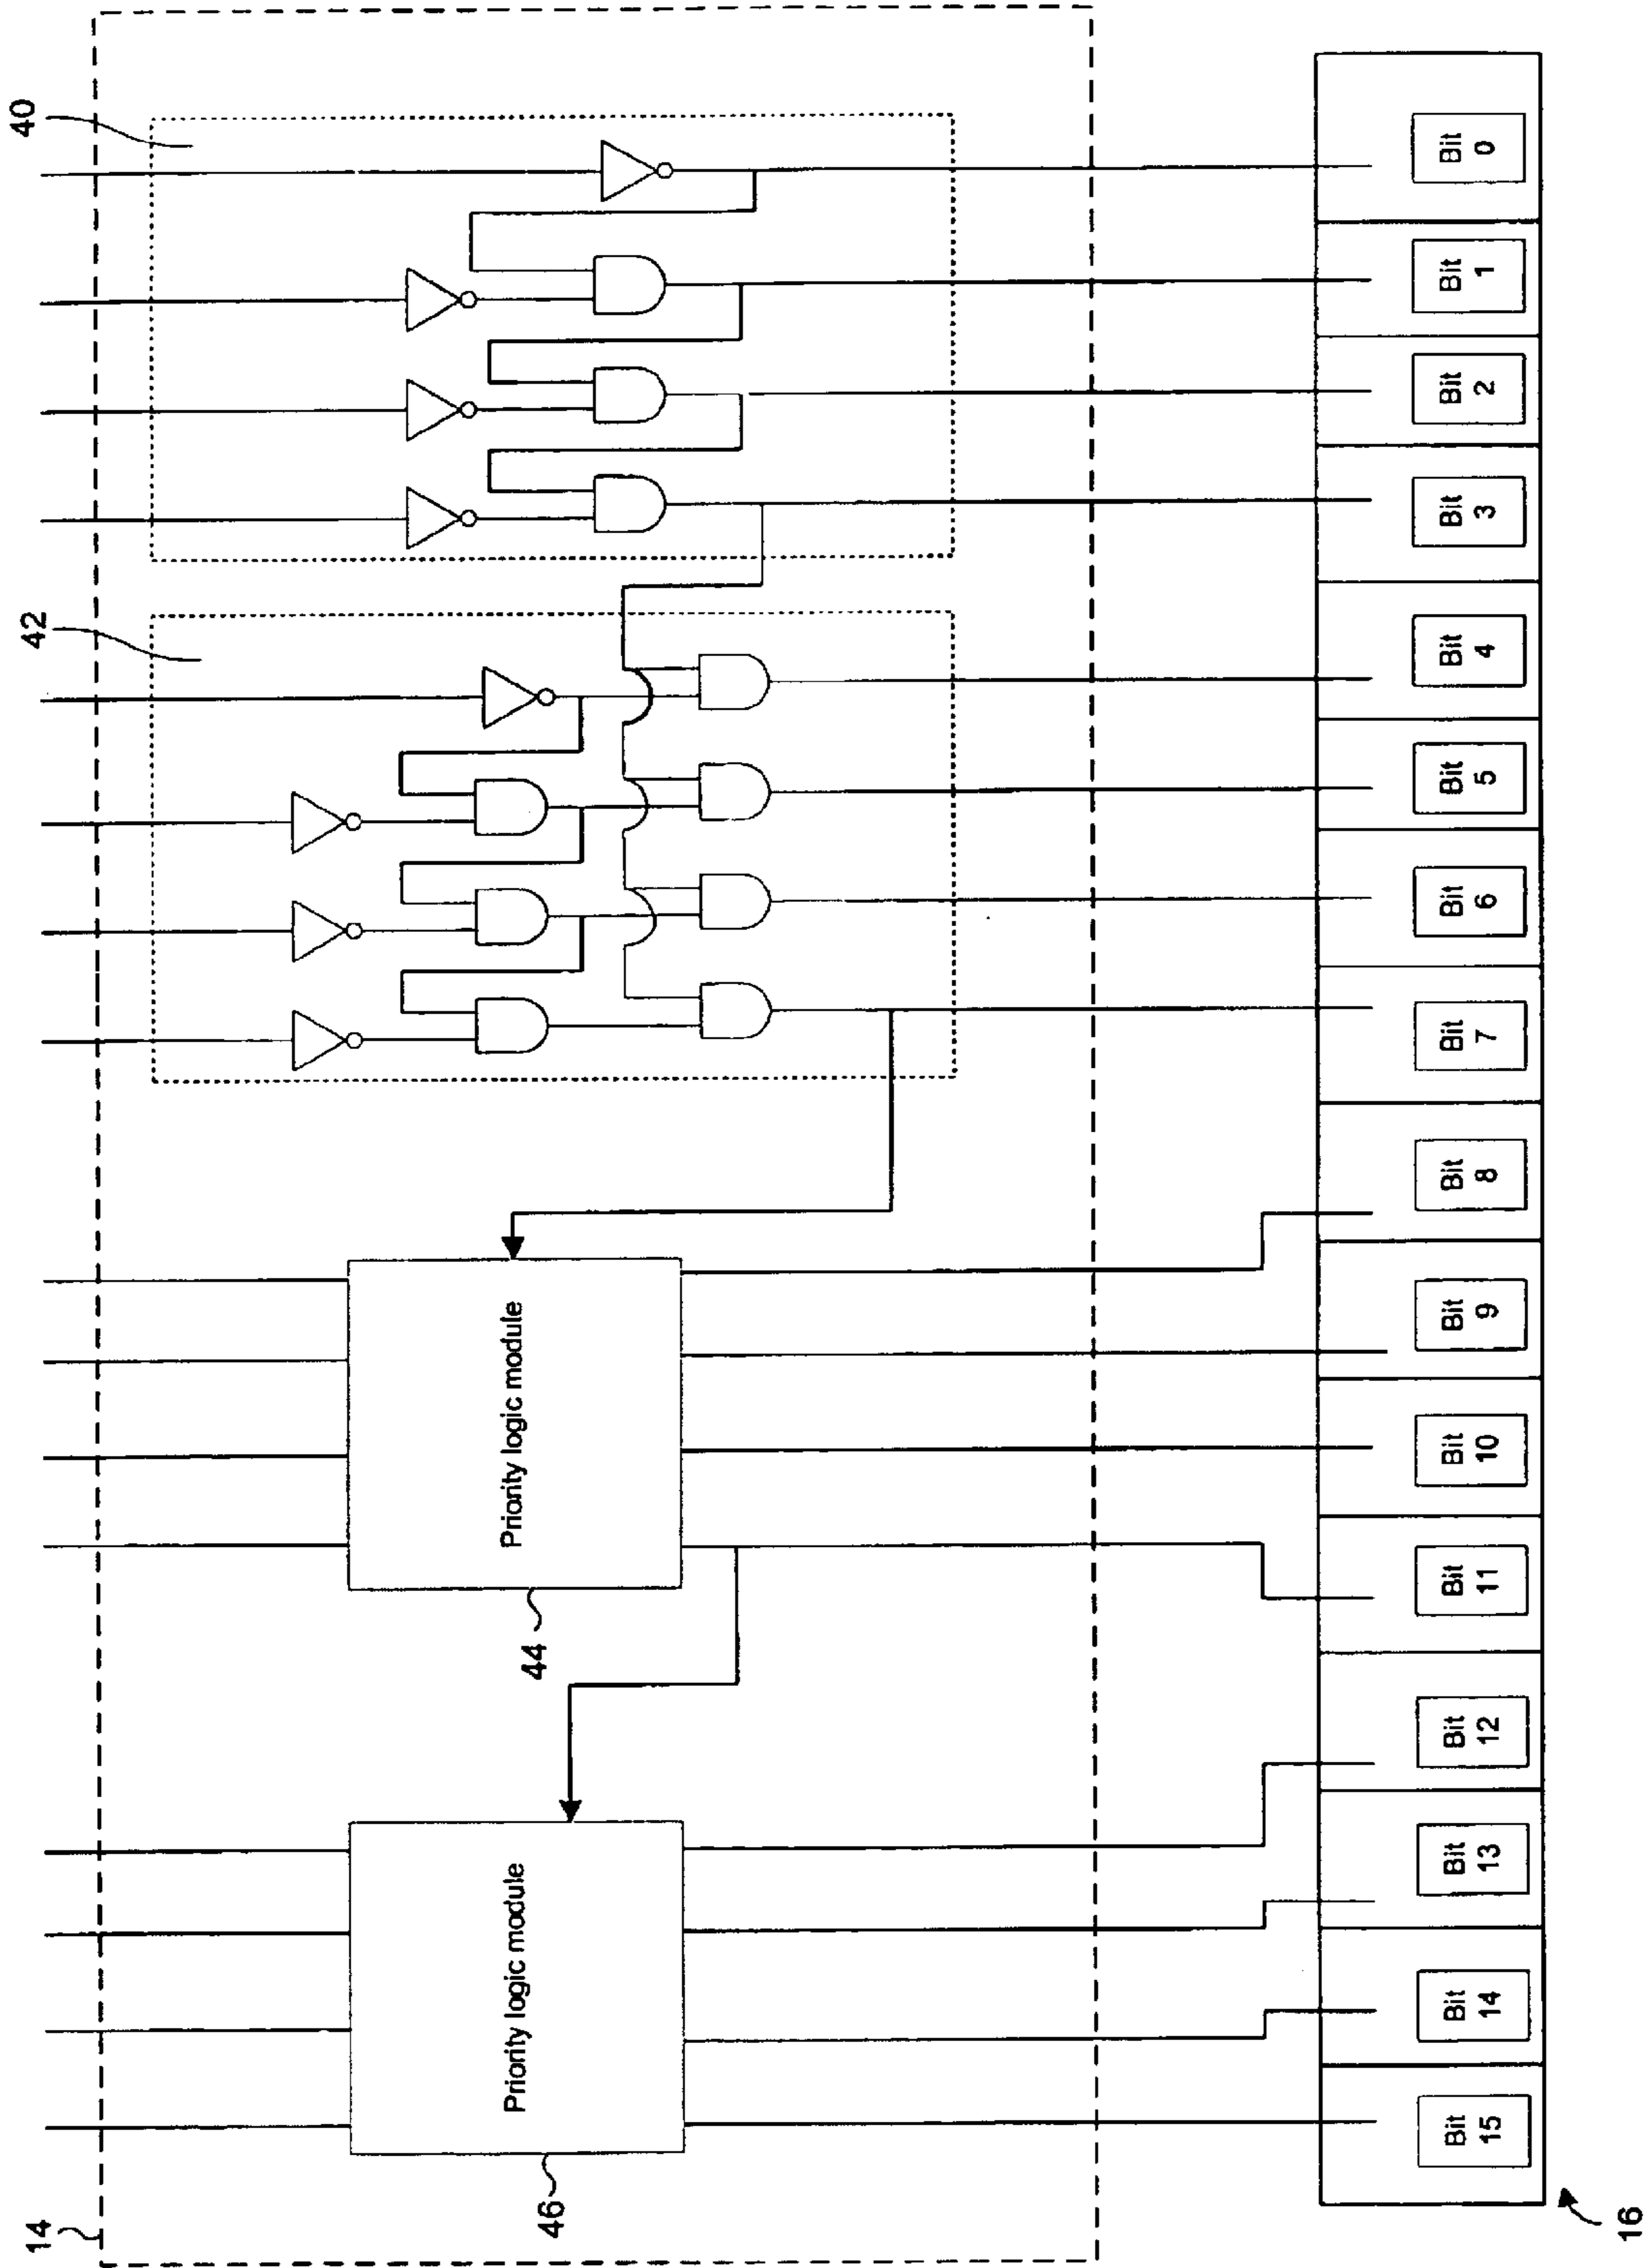 14
42
40
46
Priority logic module
44
Priority logic module
Bit
15
Bit
14
Bit
13
Bit
12
Bit
11
Bit
10
Bit
9
Bit
8
Bit
7
Bit
6
Bit
5
Bit
4
Bit
3
Bit
2
Bit
1
Bit
0
16